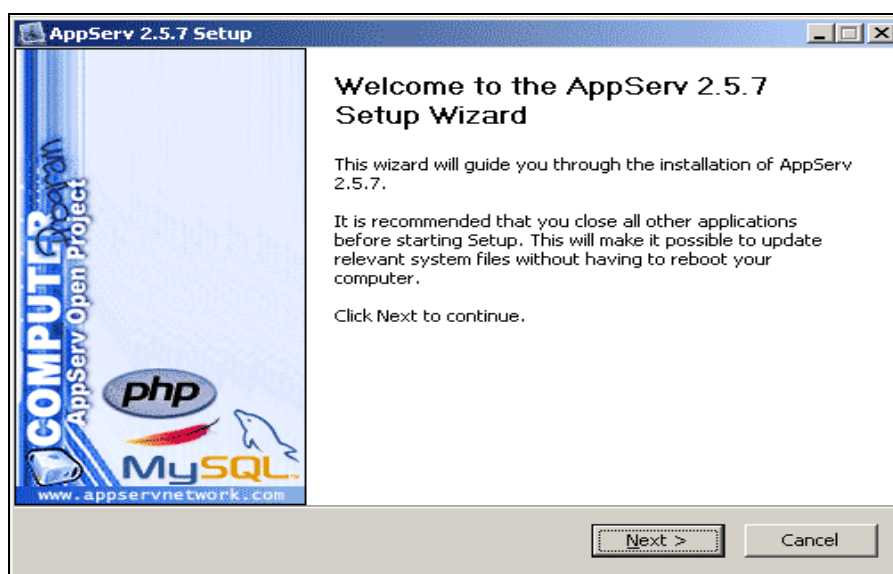 AppServ 2.5.7 Setup
Welcome to the AppServ 2.5.7
Setup Wizard
This wizard will guide you through the installation of AppServ
2.5.7.
It is recommended that you close all other applications
before starting Setup. This will make it possible to update
relevant system files without having to reboot your
computer.
Click Next to continue.
COMPUTER
AppServ Open Project
php
MySQL
www.appservnetwork.com
Next >
Cancel